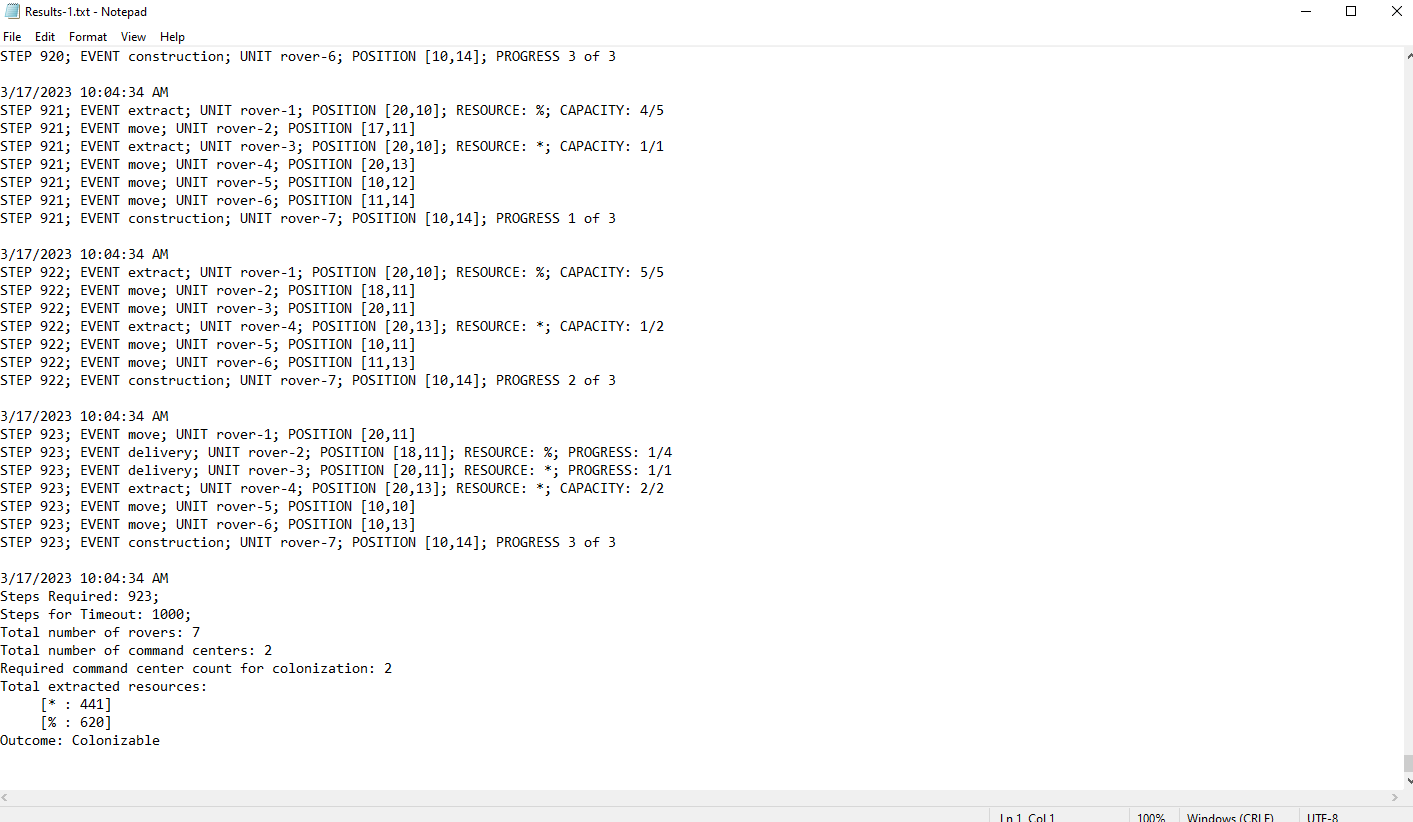 Results-1.txt - Notepad
File Edit Format View Help
STEP 920; EVENT construction; UNIT rover-6; POSITION [10,14]; PROGRESS 3 of 3
3/17/2023 10:04:34 AM
STEP 921; EVENT extract; UNIT rover-1; POSITION [20,10]; RESOURCE: %; CAPACITY: 4/5
STEP 921; EVENT move; UNIT rover-2; POSITION [17,11]
STEP 921; EVENT extract; UNIT rover-3; POSITION [20,10]; RESOURCE: *; CAPACITY: 1/1
STEP 921; EVENT move; UNIT rover-4; POSITION [20,13]
STEP 921; EVENT move; UNIT rover-5; POSITION [10,12]
STEP 921; EVENT move; UNIT rover-6; POSITION [11,14]
STEP 921; EVENT construction; UNIT rover-7; POSITION [10,14]; PROGRESS 1 of 3
3/17/2023 10:04:34 AM
STEP 922; EVENT extract; UNIT rover-1; POSITION [20,10]; RESOURCE: %; CAPACITY: 5/5
STEP 922; EVENT move; UNIT rover-2; POSITION [18,11]
STEP 922; EVENT move; UNIT rover-3; POSITION [20,11]
STEP 922; EVENT extract; UNIT rover-4; POSITION [20,13]; RESOURCE: *; CAPACITY: 1/2
STEP 922; EVENT move; UNIT rover-5; POSITION [10,11]
STEP 922; EVENT move; UNIT rover-6; POSITION [11,13]
STEP 922; EVENT construction; UNIT rover-7; POSITION [10,14]; PROGRESS 2 of 3
3/17/2023 10:04:34 AM
STEP 923; EVENT move; UNIT rover-1; POSITION [20,11]
STEP 923; EVENT delivery; UNIT rover-2; POSITION [18,11]; RESOURCE: %; PROGRESS: 1/4
STEP 923; EVENT delivery; UNIT rover-3; POSITION [20,11]; RESOURCE: *; PROGRESS: 1/1
STEP 923; EVENT extract; UNIT rover-4; POSITION [20,13]; RESOURCE: *; CAPACITY: 2/2
STEP 923; EVENT move; UNIT rover-5; POSITION [10,10]
STEP 923; EVENT move; UNIT rover-6; POSITION [10,13]
STEP 923; EVENT construction; UNIT rover-7; POSITION [10,14]; PROGRESS 3 of 3
3/17/2023 10:04:34 AM
Steps Required: 923;
Steps for Timeout: 1000;
Total number of rovers: 7
Total number of command centers: 2
Required command center count for colonization: 2
Total extracted resources:
[* : 441]
[% : 620]
Outcome: Colonizable
Ln 1, Col 1 100% Windows (CRLF) UTF-8